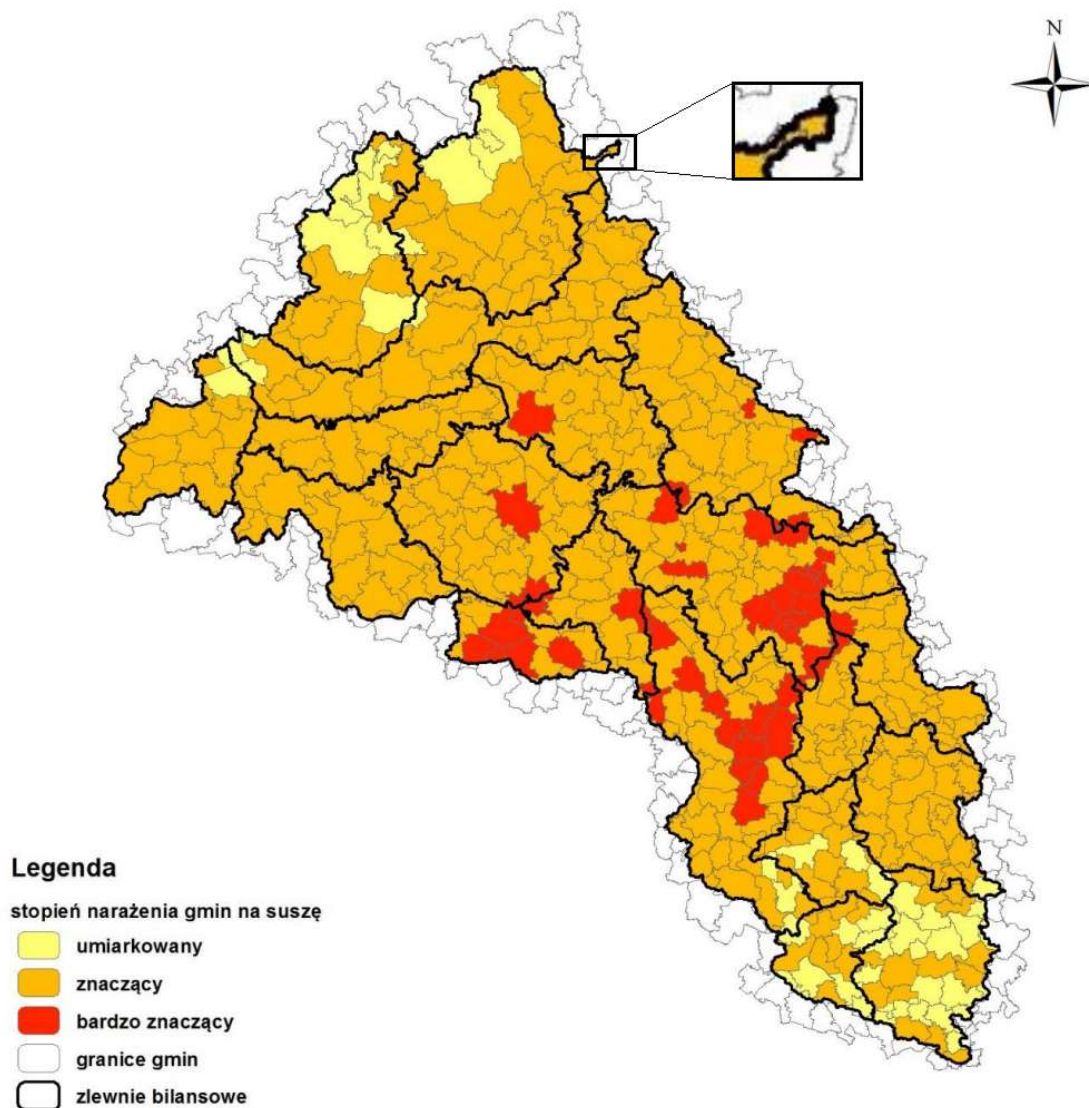 N
Legenda
stopień narażenia gmin na suszę
umiarkowany
znaczący
bardzo znaczący
granice gmin
zlewnie bilansowe